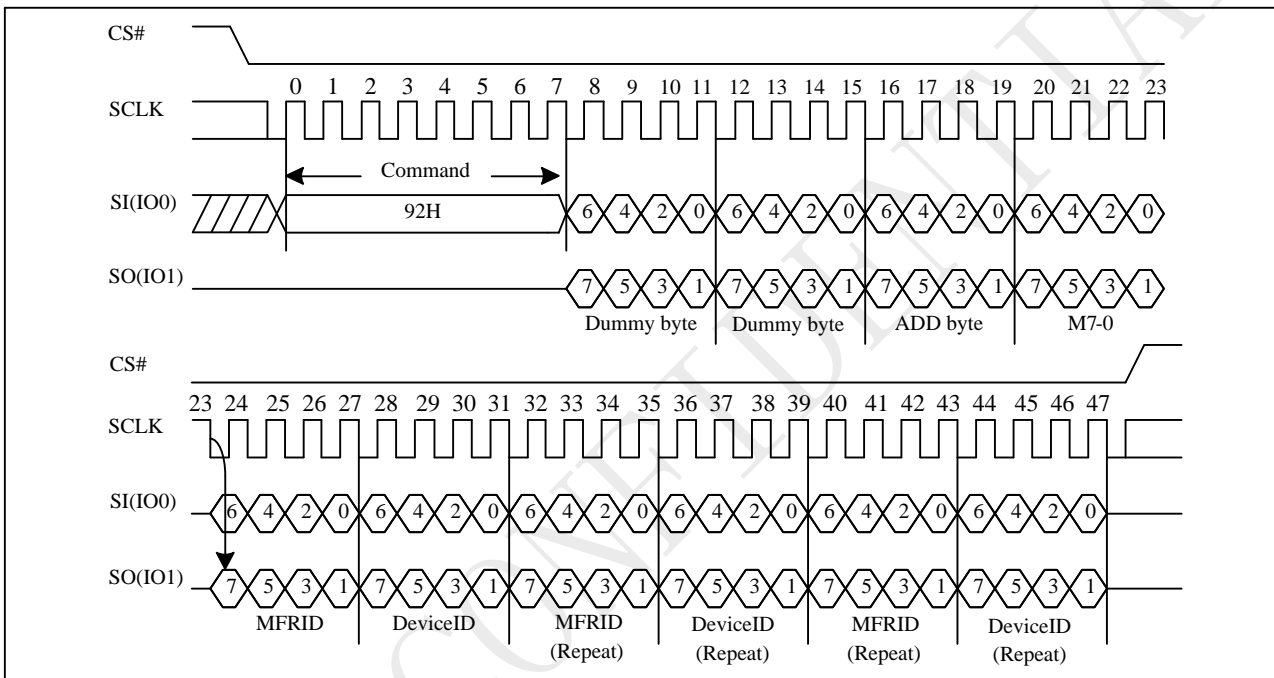 CS#
0 1 2 3 4 5 6 7 8 9 10 11 12 13 14 15 16 17 18 19 20 21 22 23
SCLK
Command
SI(IO0)
92H
6 4 2 0 6 4 2 0 6 4 2 0 6 4 2 0
SO(IO1)
7 5 3 1 7 5 3 1 7 5 3 1 7 5 3 1
Dummy byte Dummy byte ADD byte M7-0
CS#
23 24 25 26 27 28 29 30 31 32 33 34 35 36 37 38 39 40 41 42 43 44 45 46 47
SCLK
SI(IO0)
6 4 2 0 6 4 2 0 6 4 2 0 6 4 2 0 6 4 2 0 6 4 2 0
SO(IO1)
7 5 3 1 7 5 3 1 7 5 3 1 7 5 3 1 7 5 3 1 7 5 3 1
MFRID DeviceID MFRID DeviceID MFRID DeviceID
(Repeat) (Repeat) (Repeat) (Repeat)
CONFIDENTIA